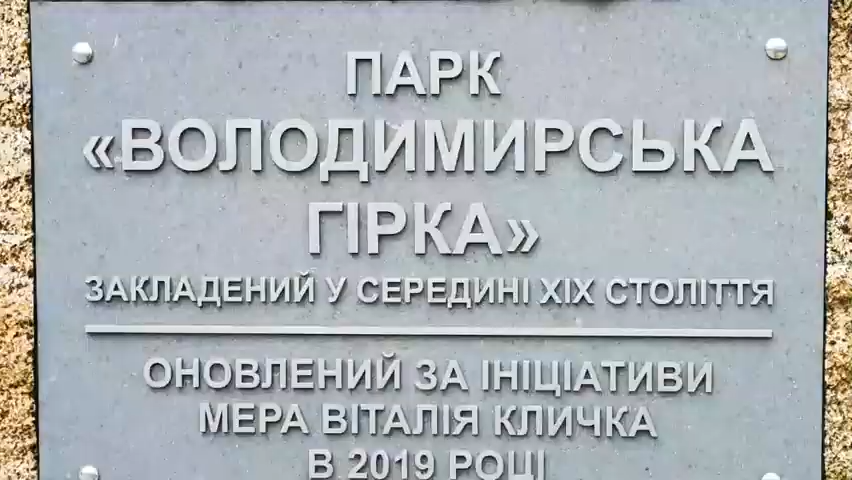 ПАРК
«ВОЛОДИМИРСЬКА
ГІРКА»
ЗАКЛАДЕНИЙ У СЕРЕДИНІ XIX СТОЛІТТЯ
ОНОВЛЕНИЙ ЗА ІНІЦІАТИВИ
МЕРА ВІТАЛІЯ КЛИЧКА
В 2019 РОЦІ